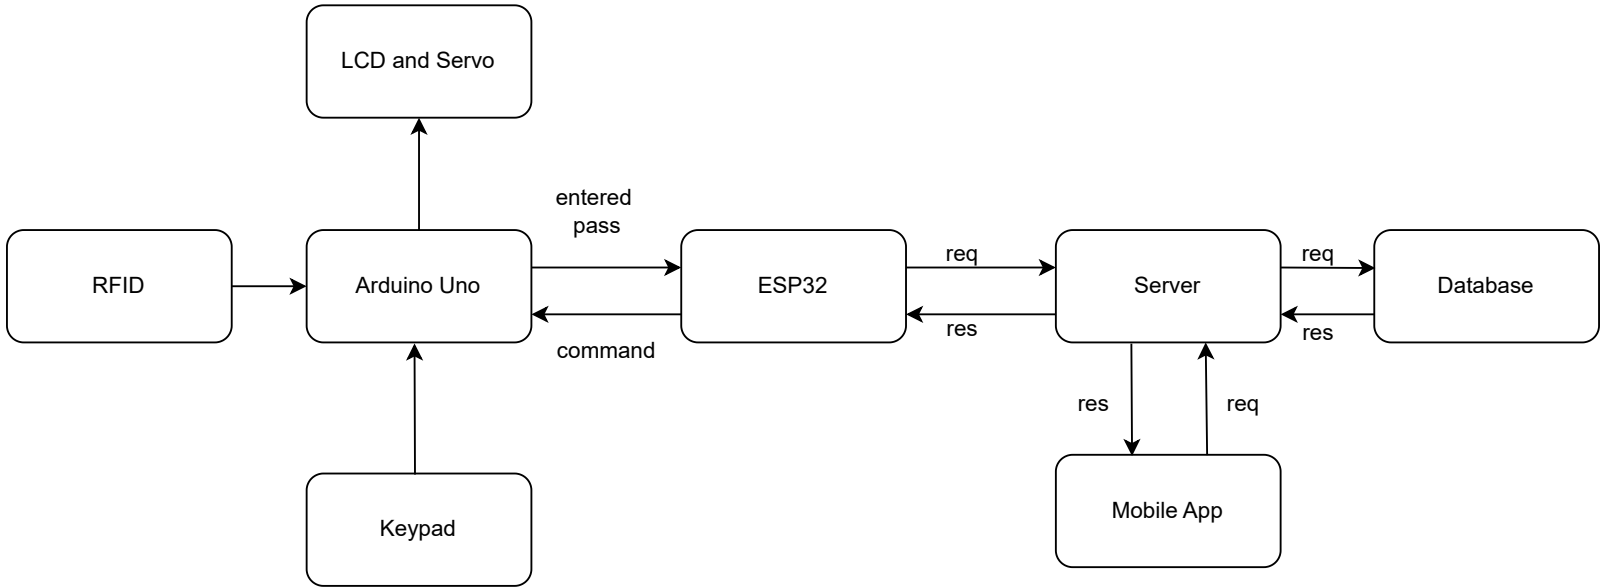 LCD and Servo
entered
pass
RFID
Arduino Uno
ESP32
req
Server
req
Database
command
res
res
res
req
Keypad
Mobile App